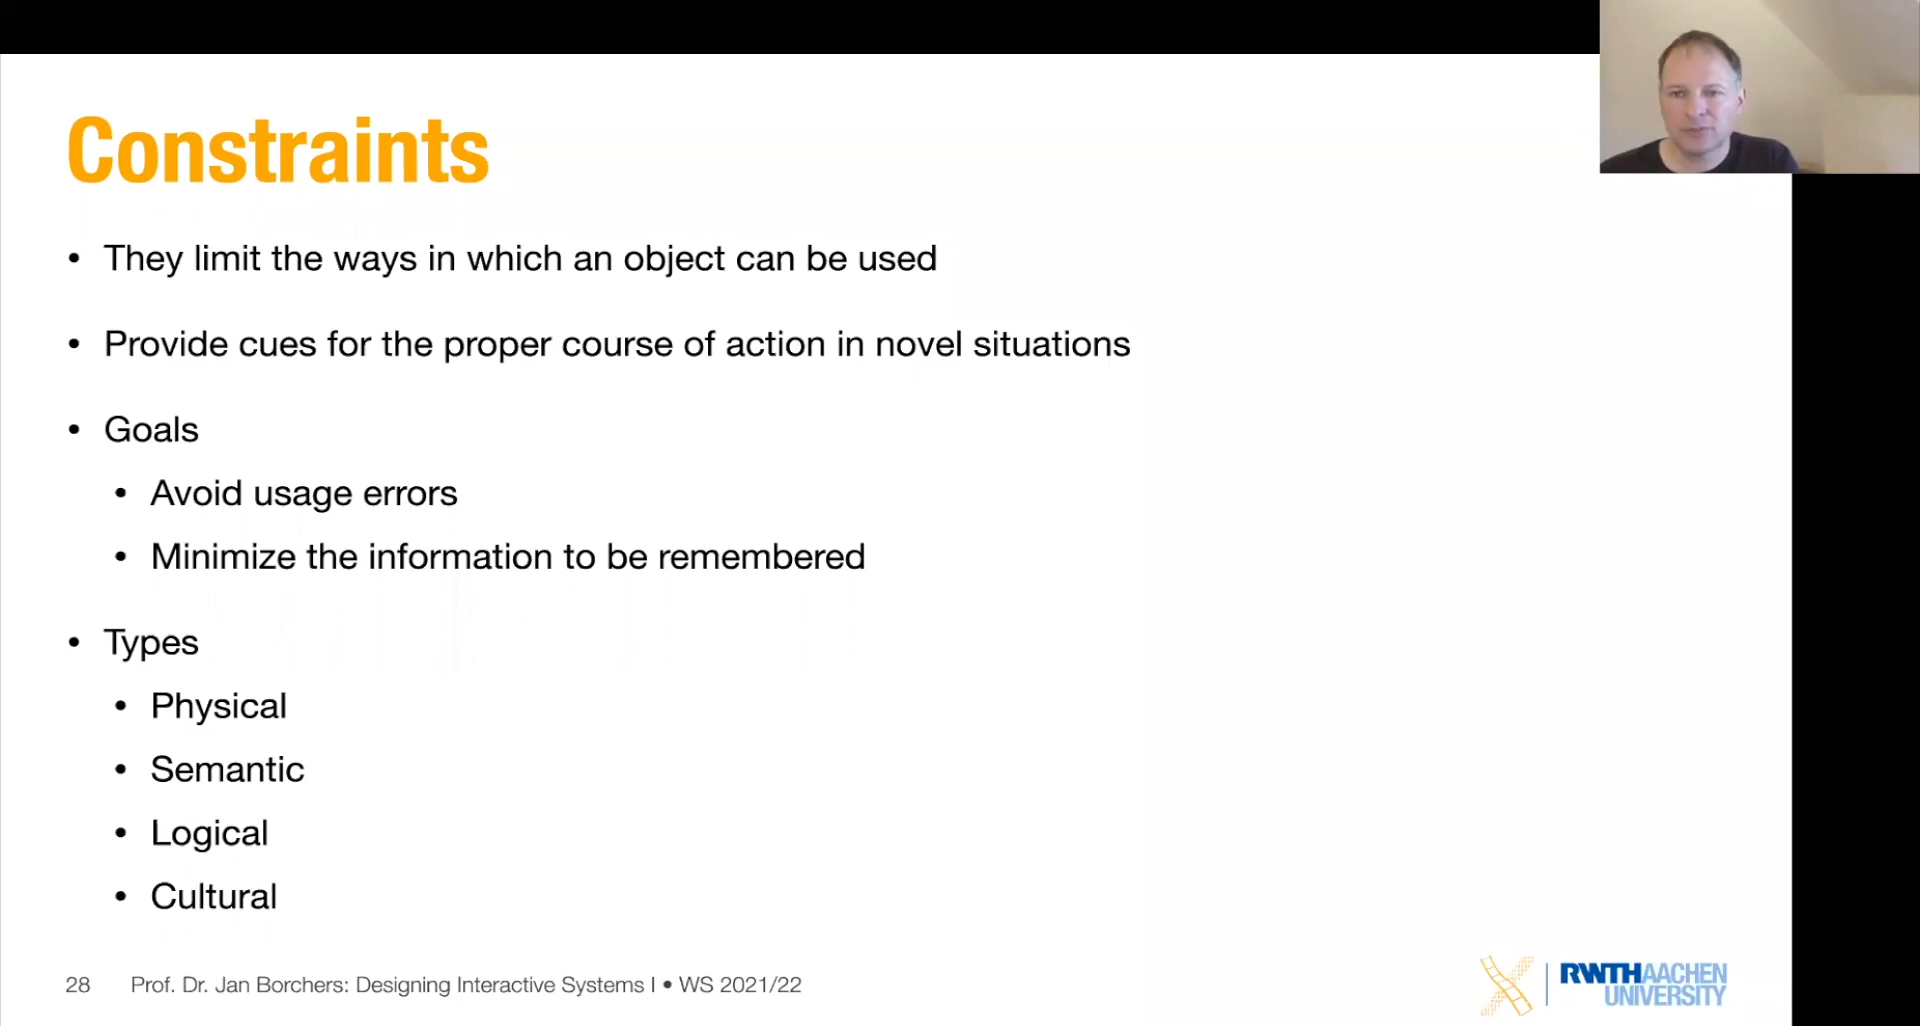 Constraints
• They limit the ways in which an object can be used
• Provide cues for the proper course of action in novel situations
• Goals
• Avoid usage errors
• Minimize the information to be remembered
• Types
• Physical
• Semantic
• Logical
• Cultural
28 Prof. Dr. Jan Borchers: Designing Interactive Systems I • WS 2021/22
RWTHAACHEN
UNIVERSITY